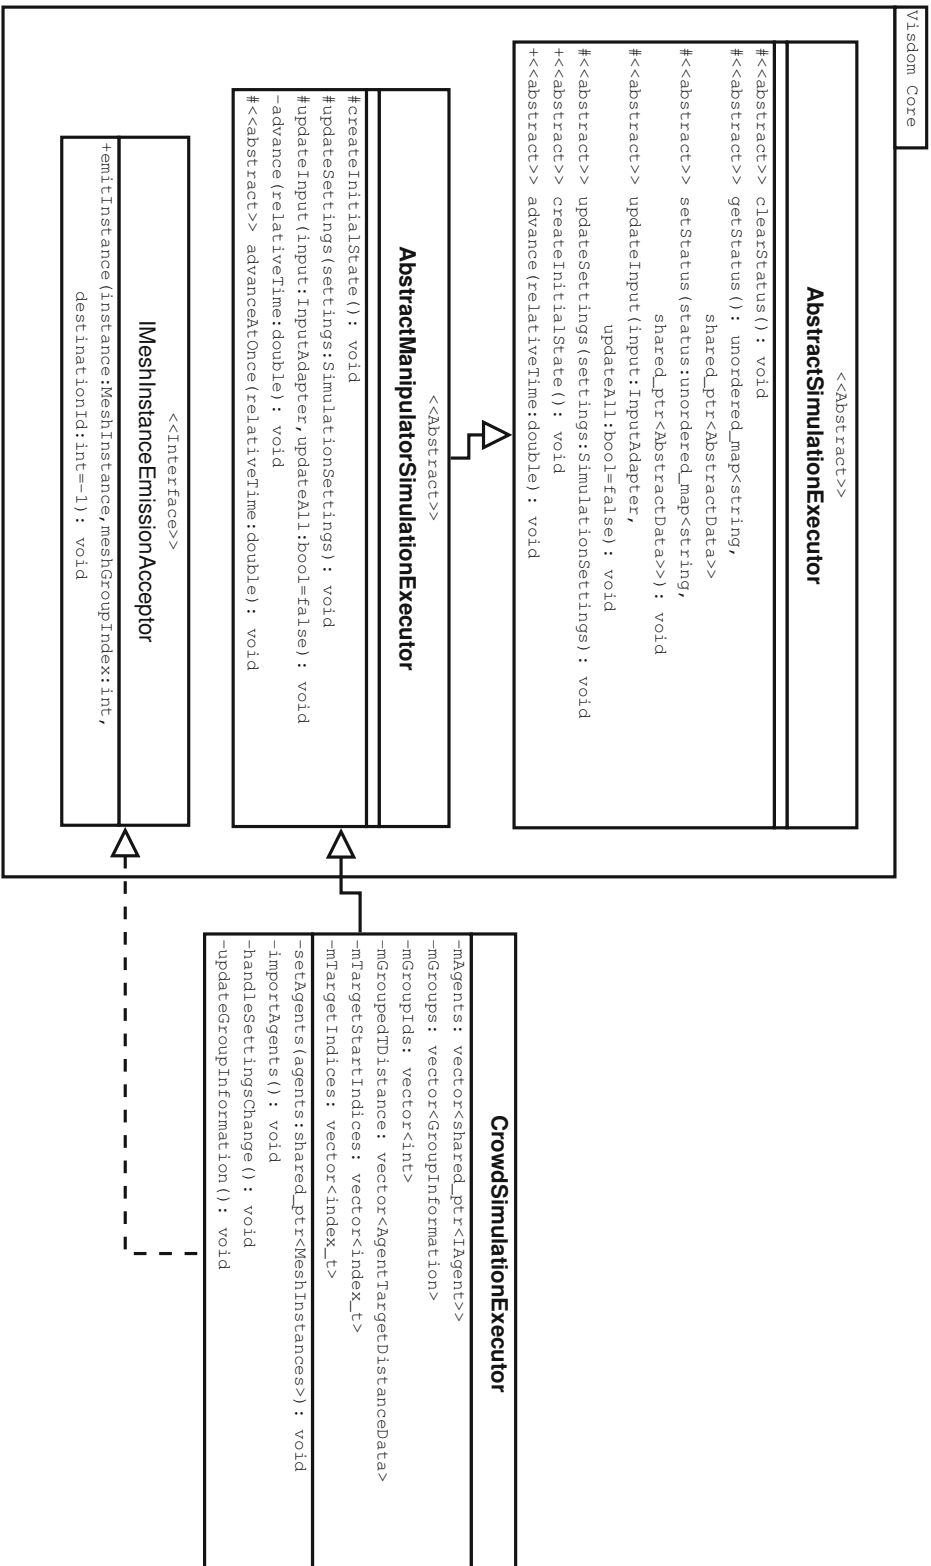 Visdom Core
<<Abstract>>
AbstractSimulationExecutor
#<<abstract>> clearStatus(): void
#<<abstract>> getStatus(): unordered_map<string,
shared_ptr<AbstractData>>
#<<abstract>> setStatus(status:unordered_map<string,
shared_ptr<AbstractData>>): void
#<<abstract>> updateInput(input:InputAdapter,
updateAll:bool=false): void
#<<abstract>> updateSettings(settings:SimulationSettings): void
+<<abstract>> createInitialState(): void
+<<abstract>> advance(relativeTime:double): void
<<Abstract>>
AbstractManipulatorSimulationExecutor
#createInitialState(): void
#updateSettings(settings:SimulationSettings): void
#updateInput(input:InputAdapter,updateAll:bool=false): void
-advance(relativeTime:double): void
#<<abstract>> advanceAtOnce(relativeTime:double): void
<<Interface>>
IMeshInstanceEmissionAcceptor
+emitInstance(instance:MeshInstance,meshGroupIndex:int,
destinationId:int=-1): void
CrowdSimulationExecutor
-mAgents: vector<shared_ptr<IAgent>>
-mGroups: vector<GroupInformation>
-mGroupIds: vector<int>
-mGroupedTDistance: vector<AgentTargetDistanceData>
-mTargetStartIndices: vector<index_t>
-mTargetIndices: vector<index_t>
-setAgents(agents:shared_ptr<MeshInstances>): void
-importAgents(): void
-handleSettingsChange(): void
-updateGroupInformation(): void